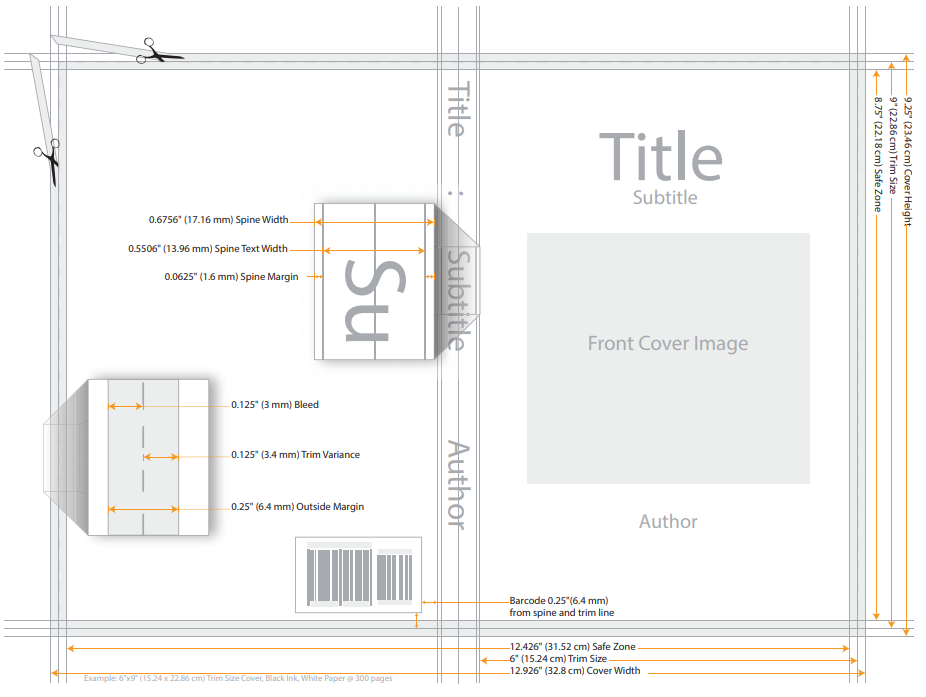 Title
:
Subtitle
Author
Title
Subtitle
Front Cover Image
Author
9.25" (23.46 cm) Cover Height
9" (22.86 cm) Trim Size
8.75" (22.18 cm) Safe Zone
0.6756" (17.16 mm) Spine Width
0.5506" (13.96 mm) Spine Text Width
0.0625" (1.6 mm) Spine Margin
Su
0.125" (3 mm) Bleed
0.125" (3.4 mm) Trim Variance
0.25" (6.4 mm) Outside Margin
Barcode 0.25"(6.4 mm)
from spine and trim line
12.426" (31.52 cm) Safe Zone
6" (15.24 cm) Trim Size
12.926" (32.8 cm) Cover Width
Example: 6"x9" (15.24 x 22.86 cm) Trim Size Cover, Black Ink, White Paper @ 300 pages